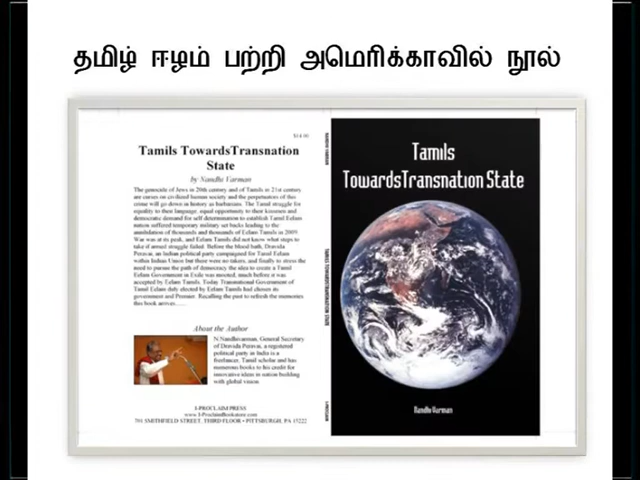 தமிழ் ஈழம் பற்றி அமெரிக்காவில் நூல்
$14.00
Tamils TowardsTransnation
State
by Nandhi Varman
The genocide of Jews in 20th century and of Tamils in 21st century
are curses on civilized human society and the perpetrators of this
crime will go down in history as barbarians. The Tamil struggle for
equality to their language, equal opportunity to their kinsmen and
democratic demand for self determination to establish Tamil Eelam
nation suffered temporary military set backs leading to the
annihilation of thousands and thousands of Eelam Tamils in 2009.
War was at its peak, and Eelam Tamils did not know what steps to
take of armed struggle failed. Before the blood bath, Dravida
Peravai, an Indian political party campaigned for Tamil Eelam
within Indian Union but there were no takers, and finally to stress the
need to pursue the path of democracy the idea to create a Tamil
Eelam Government in Exile was mooted, much before it was
accepted by Eelam Tamils. Today Transnational Government of
Tamil Eelam duly elected by Eelam Tamils had chosen its
government and Premier. Recalling the past to refresh the memories
this book arrives.....
About the Author
N Nandhivarman, General Secretary
of Dravida Peravai, a registered
political party in India is a
freelancer, Tamil scholar and has
numerous books to his credit for
innovative ideas in nation building
with global vision.
I-PROCLAIM PRESS
www.I-ProclaimBookstore.com
701 SMITHFIELD STREET, THIRD FLOOR • PITTSBURGH, PA 15222
Tamils
TowardsTransnation State
Nandhi Varman